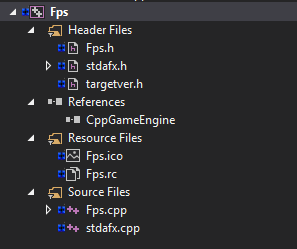 Fps
Header Files
Fps.h
stdafx.h
targetver.h
References
CppGameEngine
Resource Files
Fps.ico
Fps.rc
Source Files
Fps.cpp
stdafx.cpp